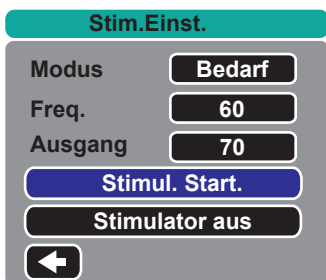 Stim.Einst.
Modus Bedarf
Freq. 60
Ausgang 70
Stimul. Start.
Stimulator aus